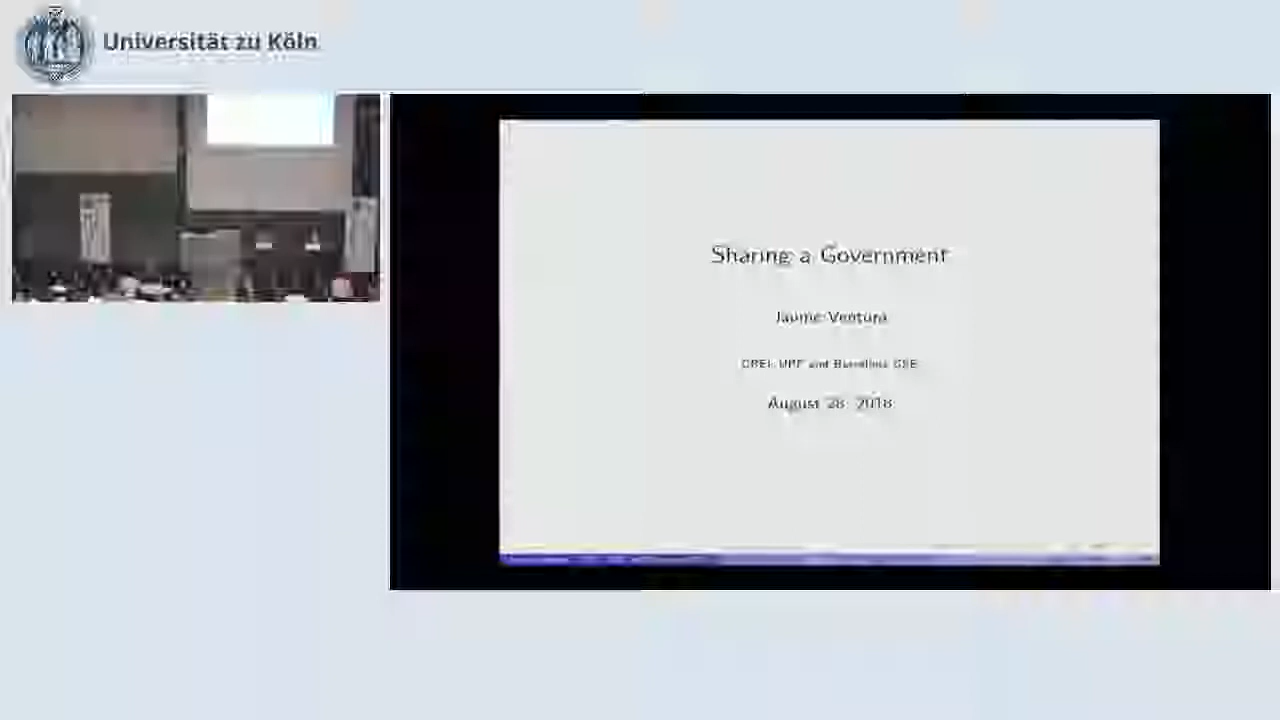 Universität zu Köln
Sharing a Government
Jaume Ventura
CREI, UPF and Barcelona GSE
August 28, 2018